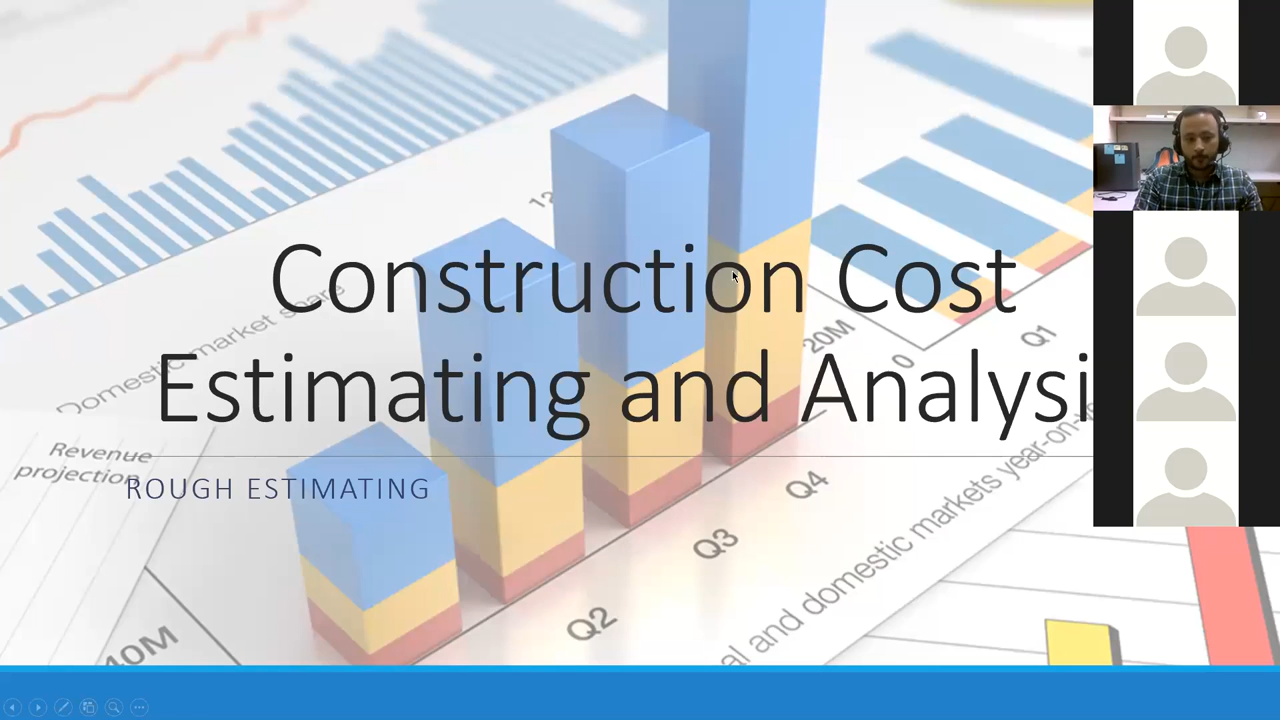 Construction Cost
Estimating and Analysi
ROUGH ESTIMATING
Domestic market share
Revenue
projection
12
20M
0
Q1
Q4
Q3
Q2
40M
al and domestic markets year-on-y